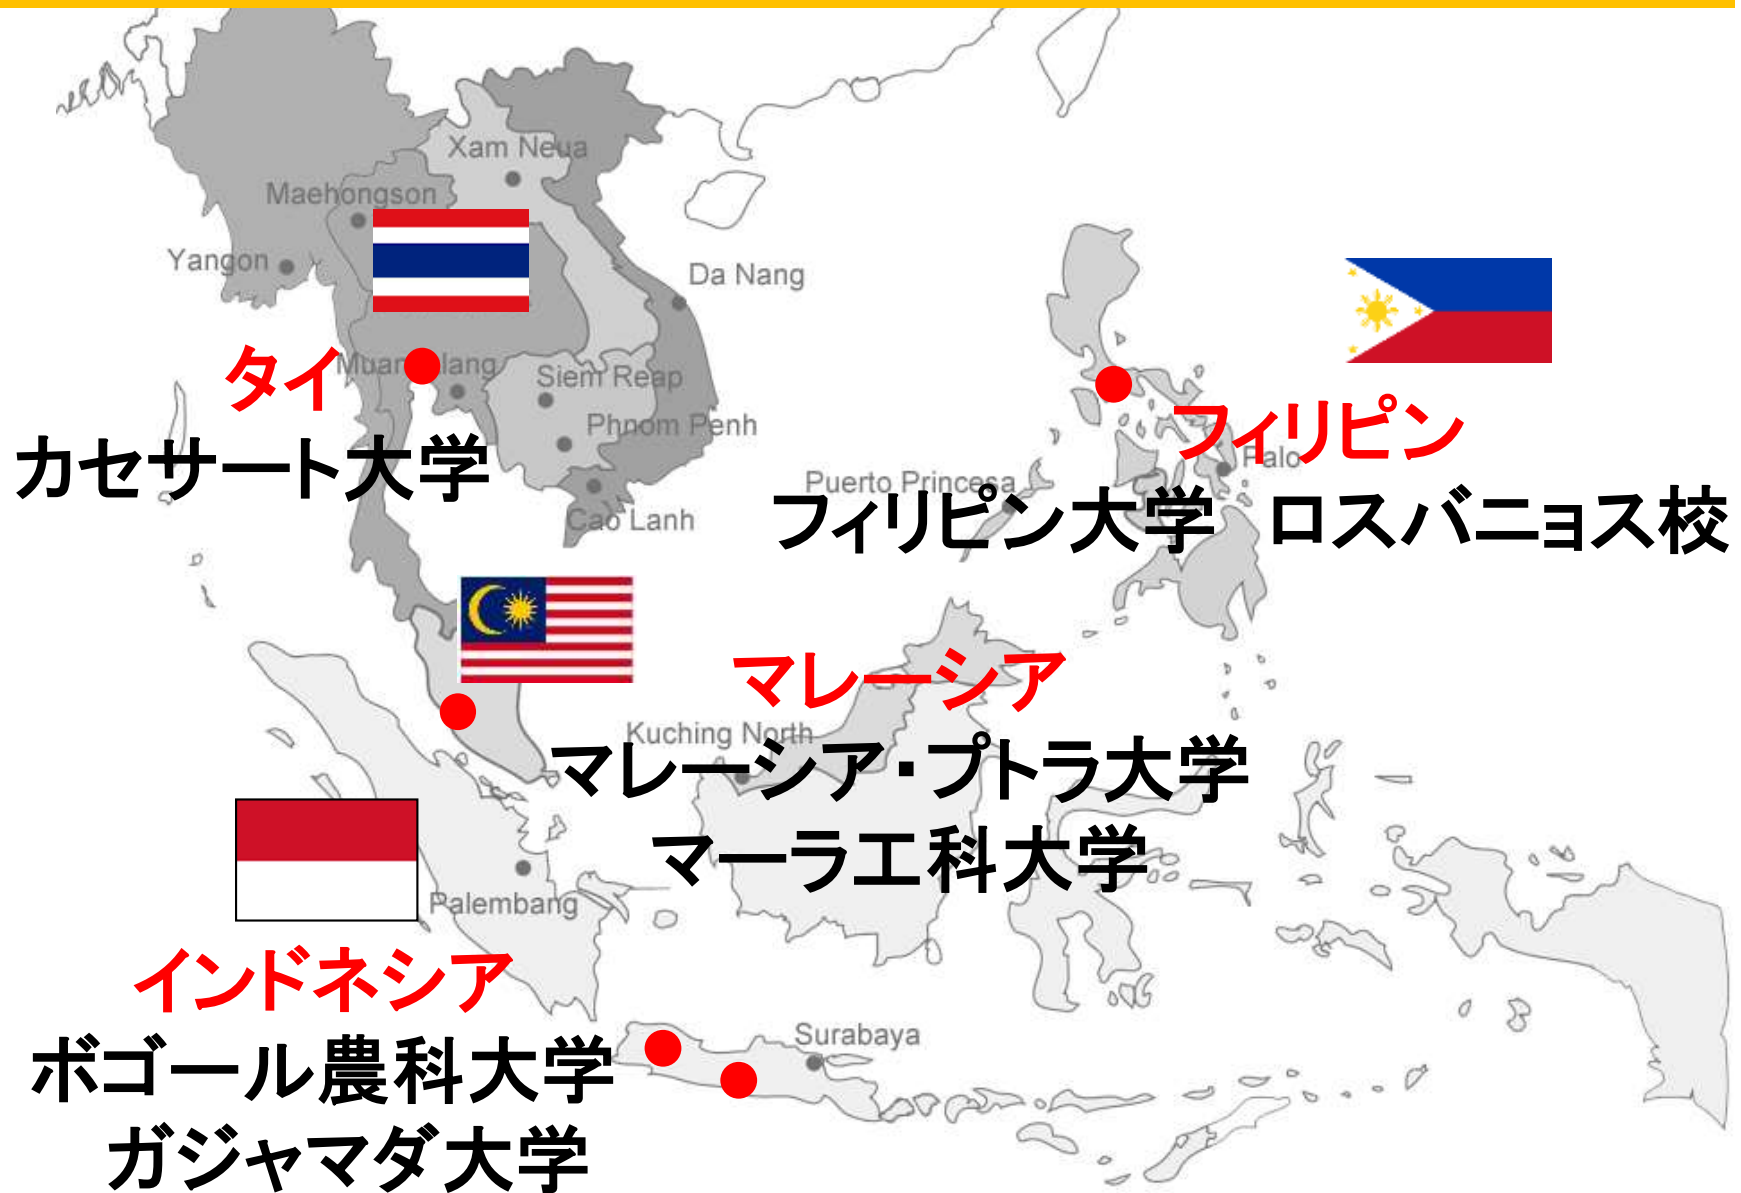 Xam Neua
Maehongson
Yangon
Da Nang
タイ
Siem Reap
Phnom Penh
カセサート大学
フィリピン
Palo
Puerto Princesa
フィリピン大学　ロスバニョス校
Cao Lanh
マレーシア
Kuching North
マレーシア・プトラ大学
マーラ工科大学
Palembang
インドネシア
Surabaya
ボゴール農科大学
ガジャマダ大学